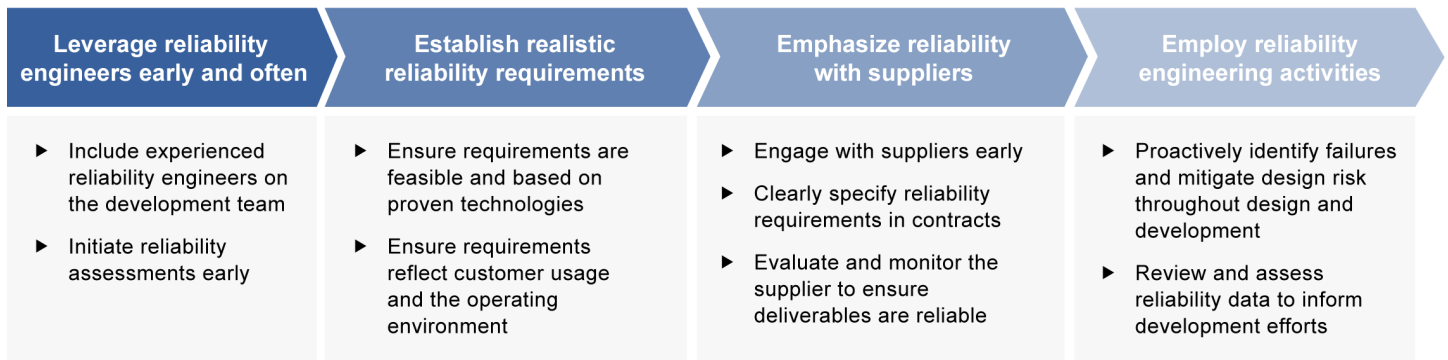 Leverage reliability
engineers early and often
Include experienced
reliability engineers on
the development team
Initiate reliability
assessments early
Establish realistic
reliability requirements
Ensure requirements are
feasible and based on
proven technologies
Ensure requirements
reflect customer usage
and the operating
environment
Emphasize reliability
with suppliers
Engage with suppliers early
Clearly specify reliability
requirements in contracts
Evaluate and monitor the
supplier to ensure
deliverables are reliable
Employ reliability
engineering activities
Proactively identify failures
and mitigate design risk
throughout design and
development
Review and assess
reliability data to inform
development efforts